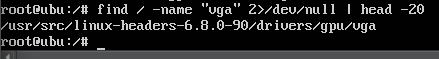 root@ubu:/# find / -name "vga" 2>/dev/null | head -20
/usr/src/linux-headers-6.8.0-90/drivers/gpu/vga
root@ubu:/# _